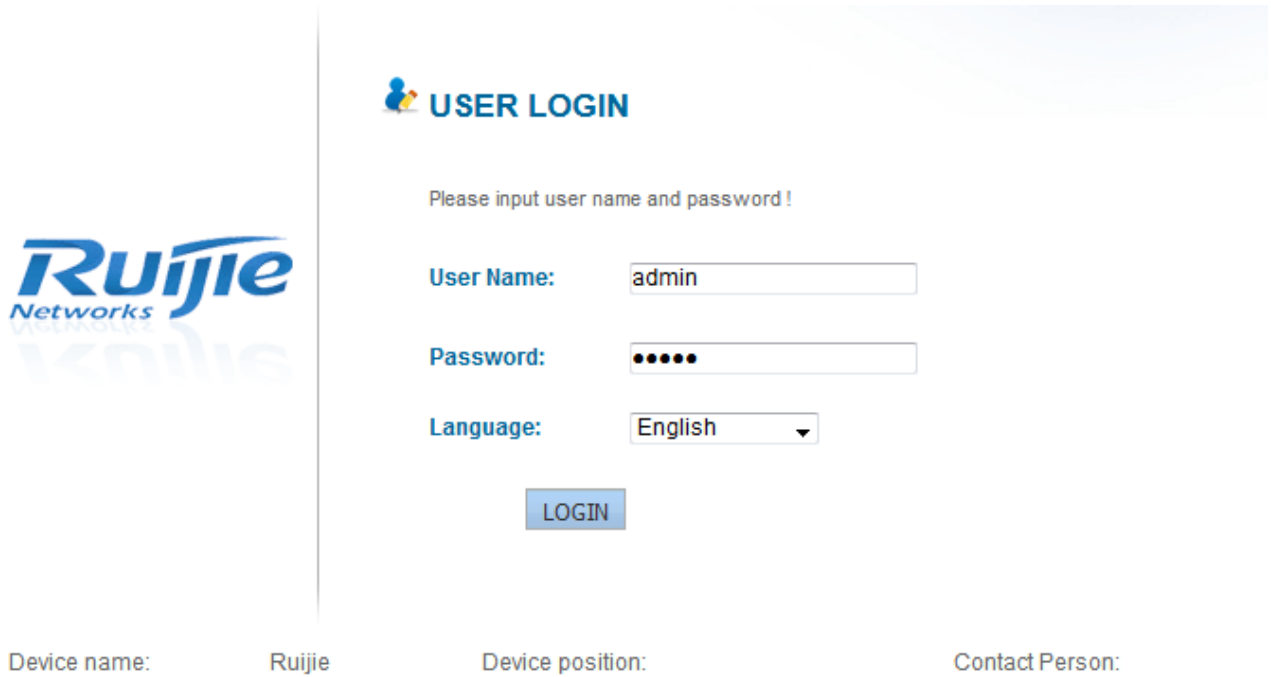 USER LOGIN
Please input user name and password !
Ruijie
Networks
User Name: admin
Password: •••••
Language: English
LOGIN
Device name: Ruijie Device position: Contact Person: